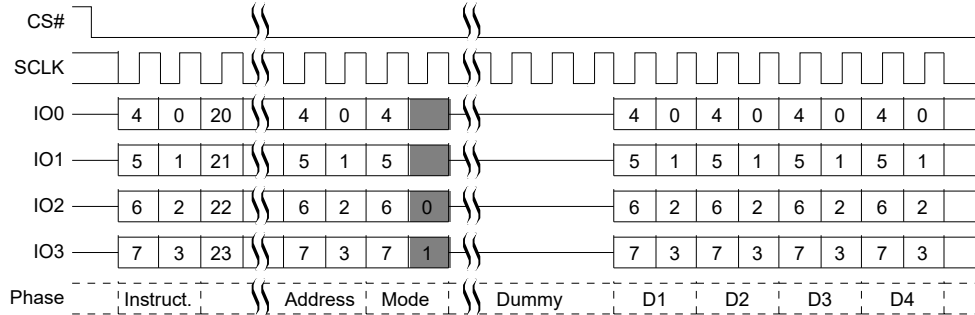 CS#
SCLK
IO0 4 0 20 4 0 4 4 0 4 0 4 0 4 0
IO1 5 1 21 5 1 5 5 1 5 1 5 1 5 1
IO2 6 2 22 6 2 6 0 6 2 6 2 6 2 6 2
IO3 7 3 23 7 3 7 1 7 3 7 3 7 3 7 3
Phase Instruct. Address Mode Dummy D1 D2 D3 D4